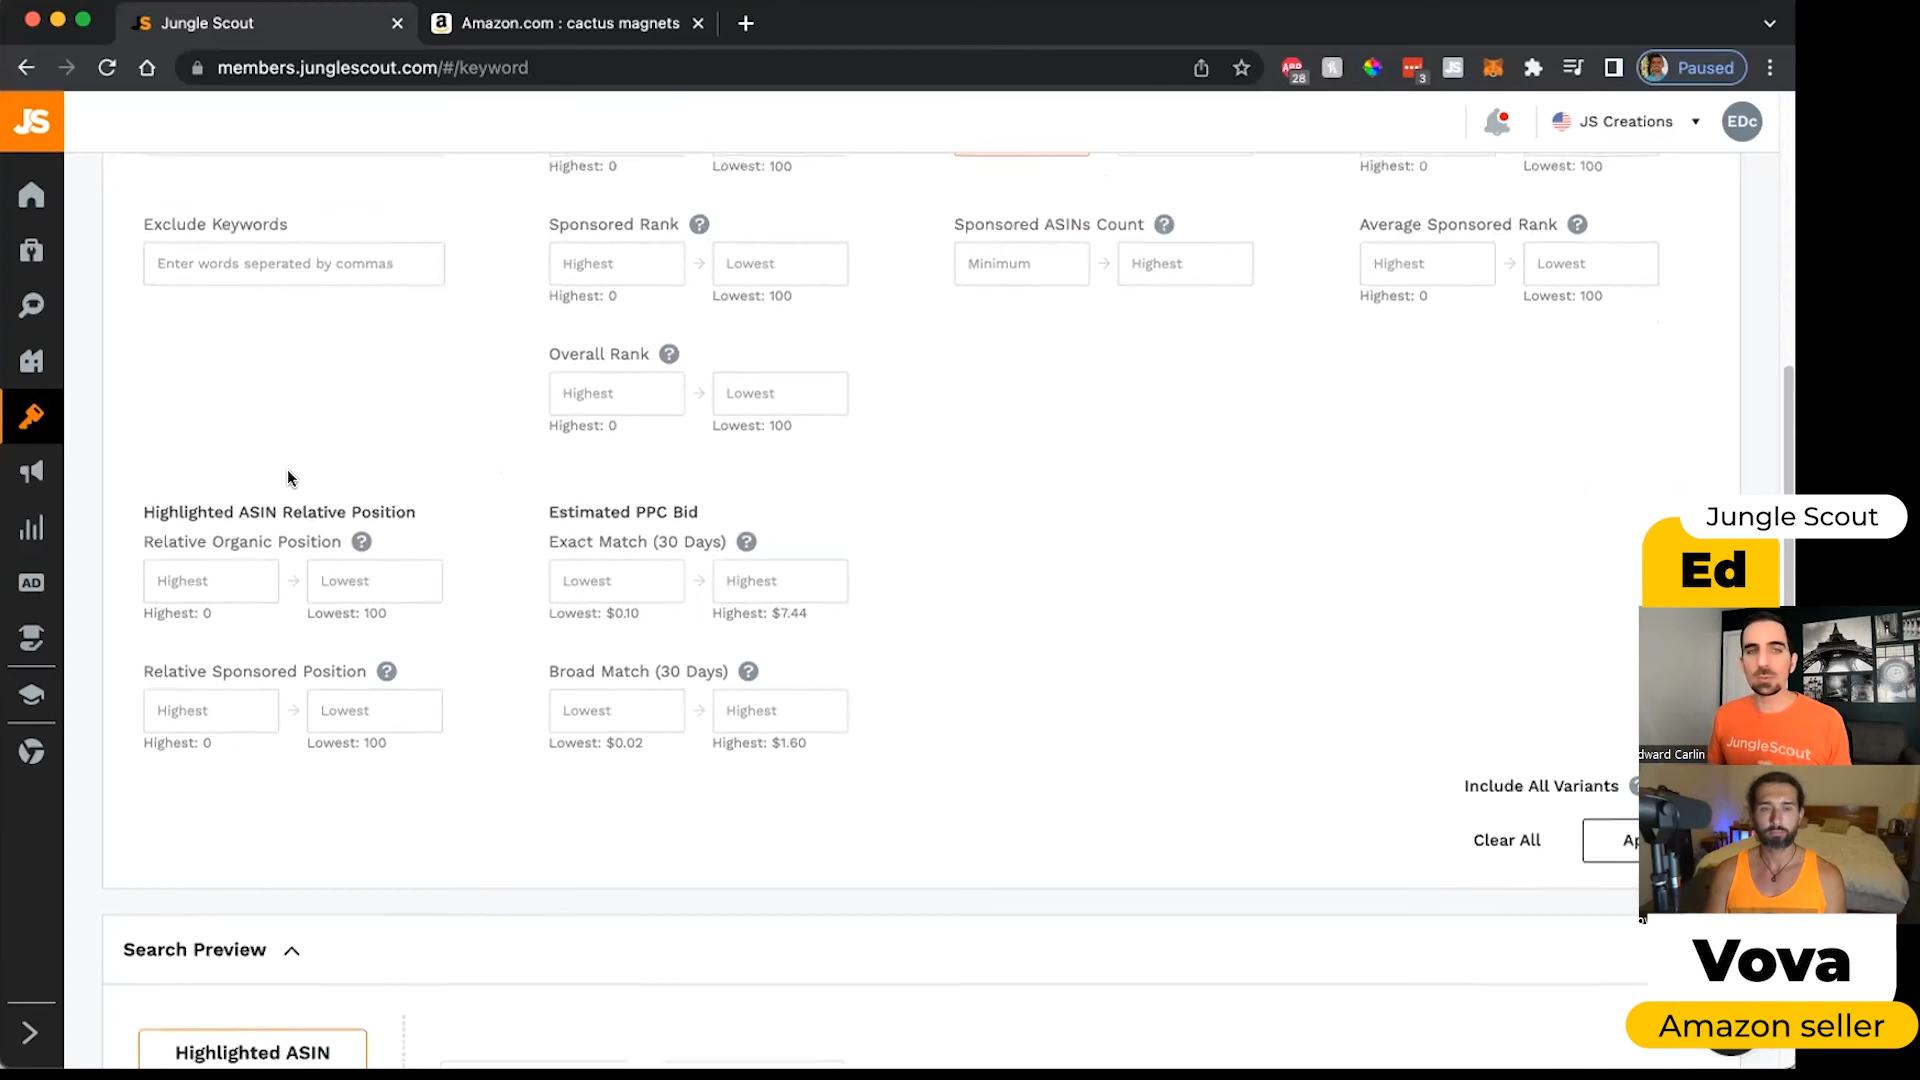 Jungle Scout
Amazon.com : cactus magnets
members.junglescout.com/#/keyword
28
3
Paused
JS
JS Creations
EDc
Highest: 0
Lowest: 100
Highest: 0
Lowest: 100
Exclude Keywords
Sponsored Rank
Sponsored ASINs Count
Average Sponsored Rank
Enter words seperated by commas
Highest
Lowest
Minimum
Highest
Highest
Lowest
Highest: 0
Lowest: 100
Highest: 0
Lowest: 100
Overall Rank
Highest
Lowest
Highest: 0
Lowest: 100
Highlighted ASIN Relative Position
Estimated PPC Bid
Relative Organic Position
Exact Match (30 Days)
Highest
Lowest
Lowest
Highest
Highest: 0
Lowest: 100
Lowest: $0.10
Highest: $7.44
Relative Sponsored Position
Broad Match (30 Days)
Highest
Lowest
Lowest
Highest
Highest: 0
Lowest: 100
Lowest: $0.02
Highest: $1.60
Include All Variants
Clear All
AD
Search Preview
Highlighted ASIN
Jungle Scout
Ed
JungleScout
dward Carlin
Vova
Amazon seller